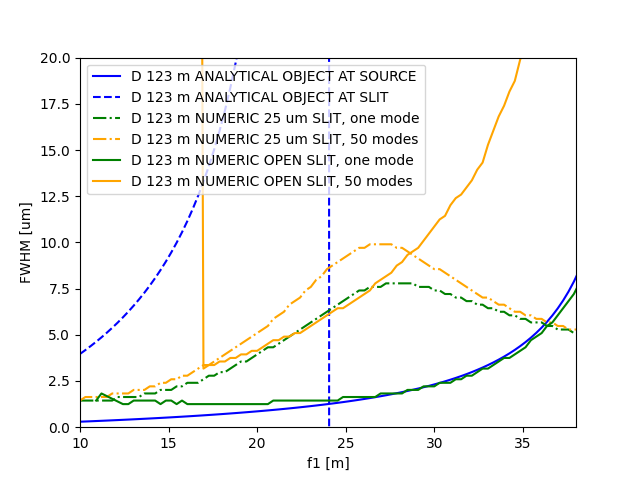 20.0
17.5
15.0
12.5
10.0
7.5
5.0
2.5
0.0
FWHM [um]
D 123 m ANALYTICAL OBJECT AT SOURCE
D 123 m ANALYTICAL OBJECT AT SLIT
D 123 m NUMERIC 25 um SLIT, one mode
D 123 m NUMERIC 25 um SLIT, 50 modes
D 123 m NUMERIC OPEN SLIT, one mode
D 123 m NUMERIC OPEN SLIT, 50 modes
10 15 20 25 30 35
f1 [m]